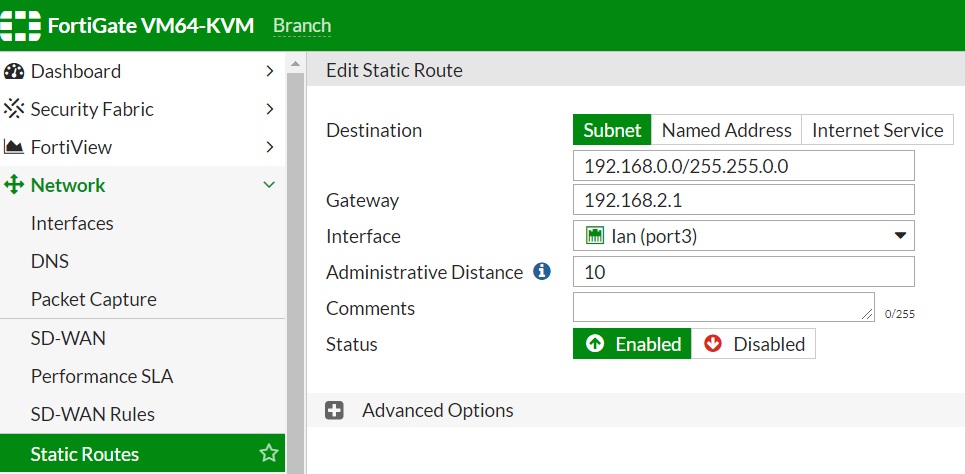 FortiGate VM64-KVM Branch
Dashboard
Security Fabric
FortiView
Network
Interfaces
DNS
Packet Capture
SD-WAN
Performance SLA
SD-WAN Rules
Static Routes
Edit Static Route
Destination Subnet Named Address Internet Service
192.168.0.0/255.255.0.0
Gateway 192.168.2.1
Interface lan (port3)
Administrative Distance 10
Comments 0/255
Status Enabled Disabled
Advanced Options